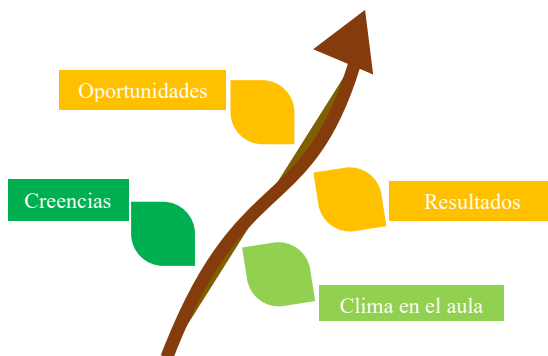 Oportunidades
Creencias
Resultados
Clima en el aula